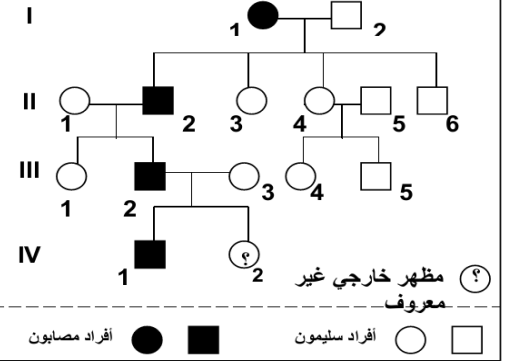 I
1 2
II
1 2 3 4 5 6
III
1 2 3 4 5
IV
1 ؟ 2
؟ مظهر خارجي غير
معروف
أفراد سليمون
أفراد مصابون